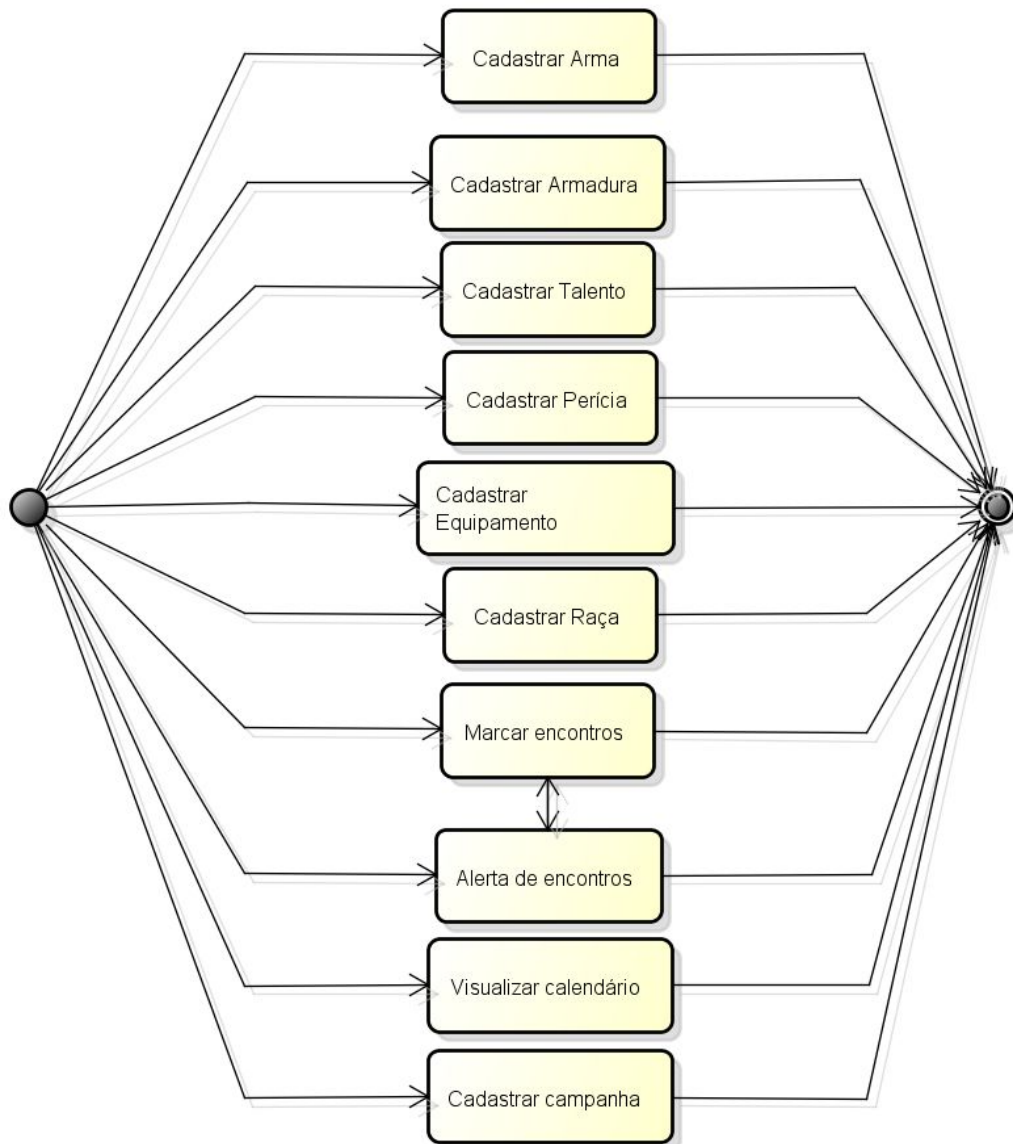 Cadastrar Arma
Cadastrar Armadura
Cadastrar Talento
Cadastrar Perícia
Cadastrar
Equipamento
Cadastrar Raça
Marcar encontros
Alerta de encontros
Visualizar calendário
Cadastrar campanha